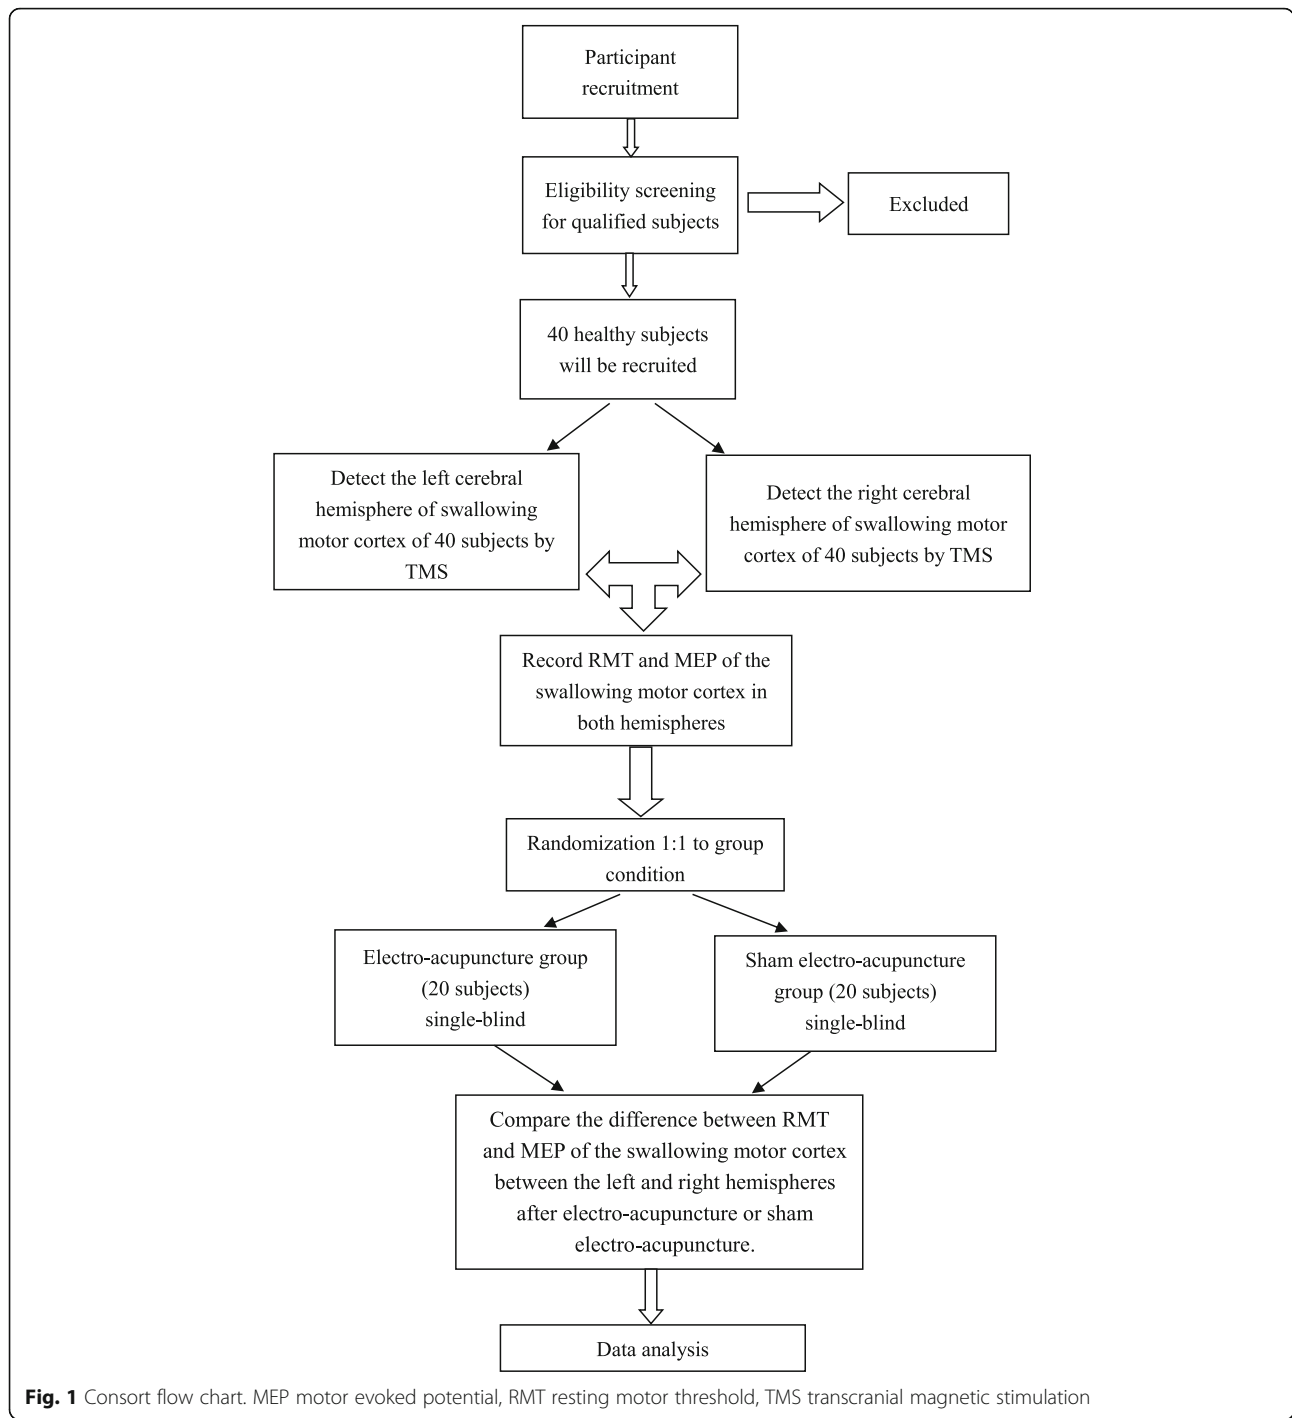 Participant
recruitment
Eligibility screening
for qualified subjects
Excluded
40 healthy subjects
will be recruited
Detect the left cerebral
hemisphere of swallowing
motor cortex of 40 subjects by
TMS
Detect the right cerebral
hemisphere of swallowing motor
cortex of 40 subjects by TMS
Record RMT and MEP of the
swallowing motor cortex in
both hemispheres
Randomization 1:1 to group
condition
Electro-acupuncture group
(20 subjects)
single-blind
Sham electro-acupuncture
group (20 subjects)
single-blind
Compare the difference between RMT
and MEP of the swallowing motor cortex
between the left and right hemispheres
after electro-acupuncture or sham
electro-acupuncture.
Data analysis
Fig. 1 Consort flow chart. MEP motor evoked potential, RMT resting motor threshold, TMS transcranial magnetic stimulation